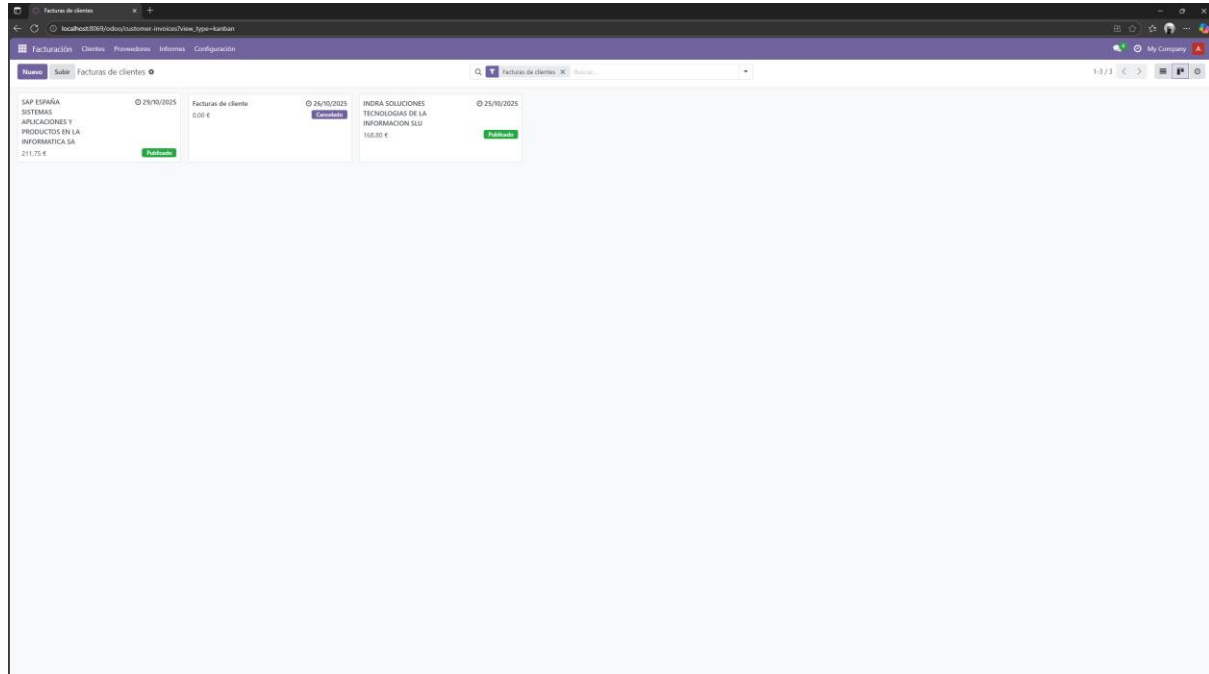 Facturas de clientes
localhost:8069/odoo/customer-invoices?view_type=kanban
Facturación Clientes Proveedores Informes Configuración
My Company A
Nuevo Subir Facturas de clientes
Facturas de clientes Buscar...
1-3 / 3
SAP ESPAÑA
SISTEMAS
APLICACIONES Y
PRODUCTOS EN LA
INFORMATICA SA
29/10/2025
211,75 €
Publicado
Facturas de cliente
26/10/2025
0,00 €
Cancelado
INDRA SOLUCIONES
TECNOLOGIAS DE LA
INFORMACION SLU
25/10/2025
168,80 €
Publicado